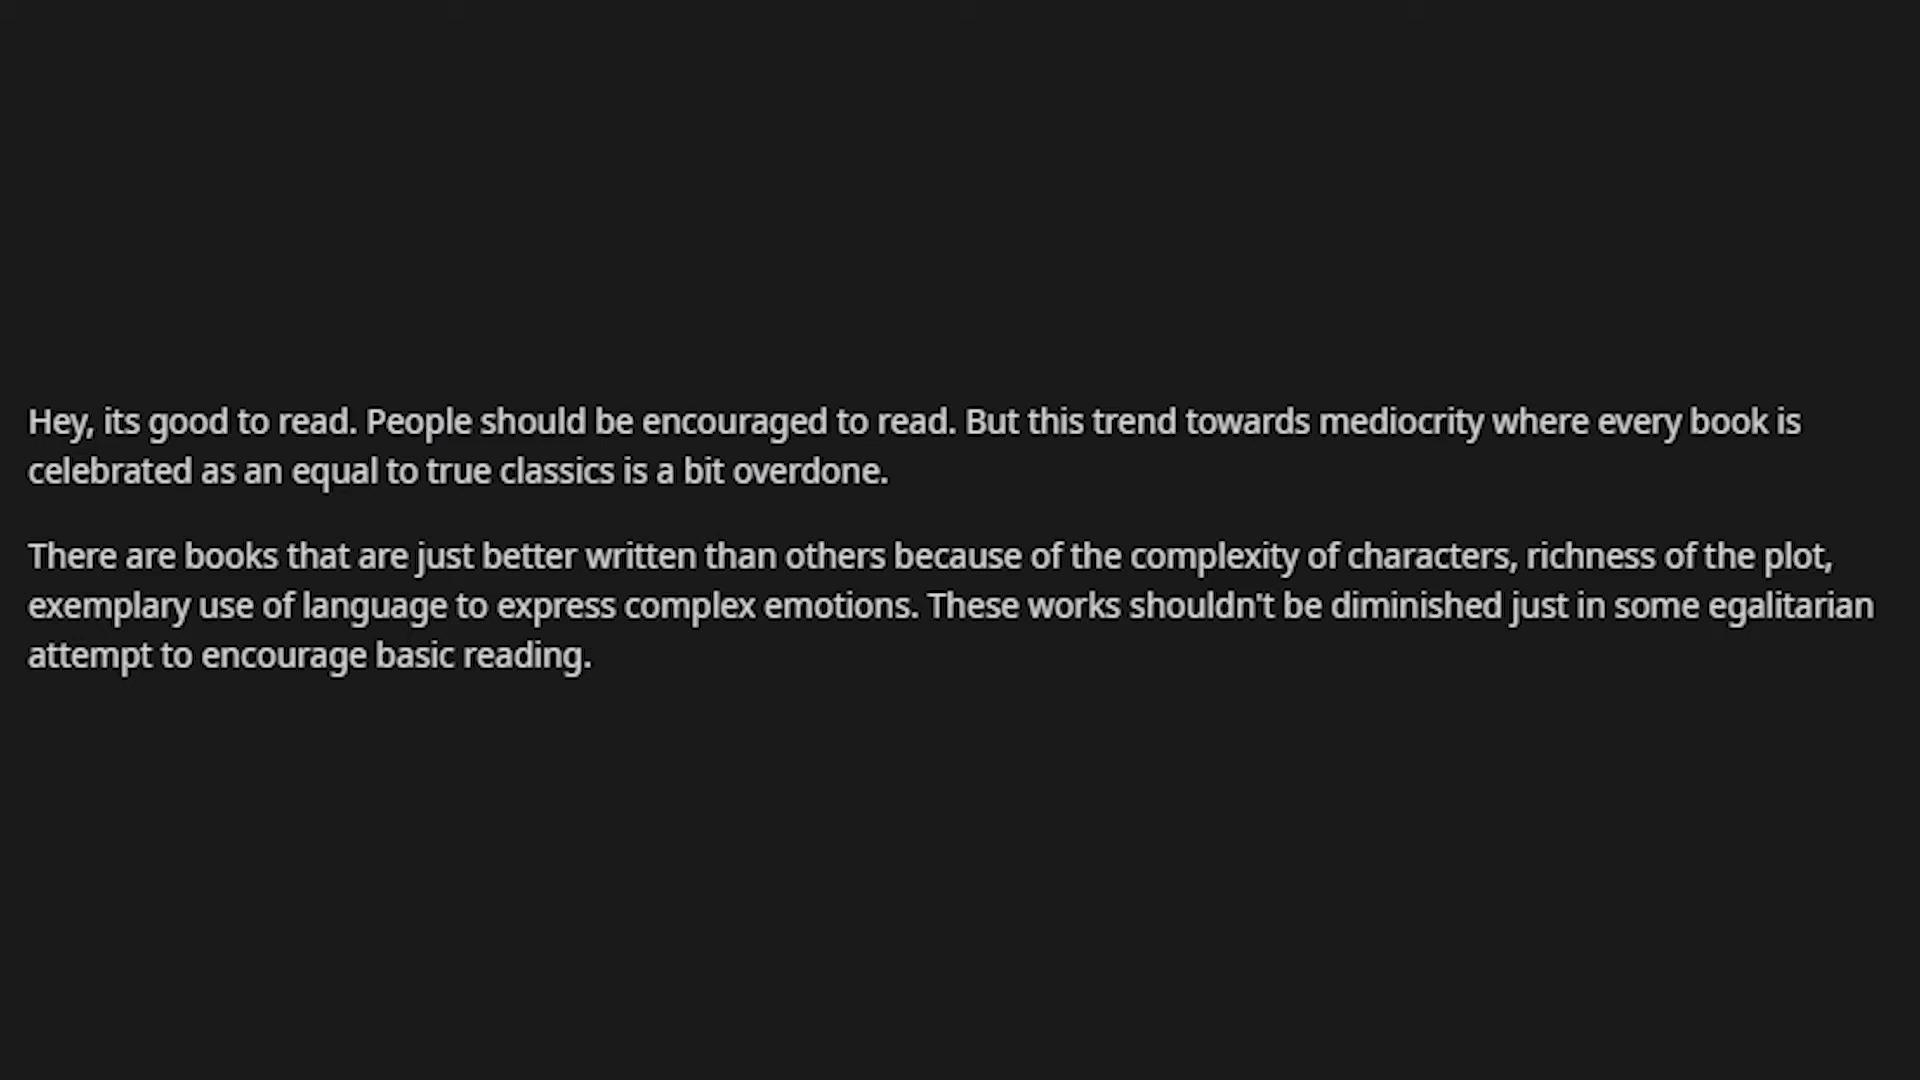 Hey, its good to read. People should be encouraged to read. But this trend towards mediocrity where every book is
celebrated as an equal to true classics is a bit overdone.
There are books that are just better written than others because of the complexity of characters, richness of the plot,
exemplary use of language to express complex emotions. These works shouldn't be diminished just in some egalitarian
attempt to encourage basic reading.